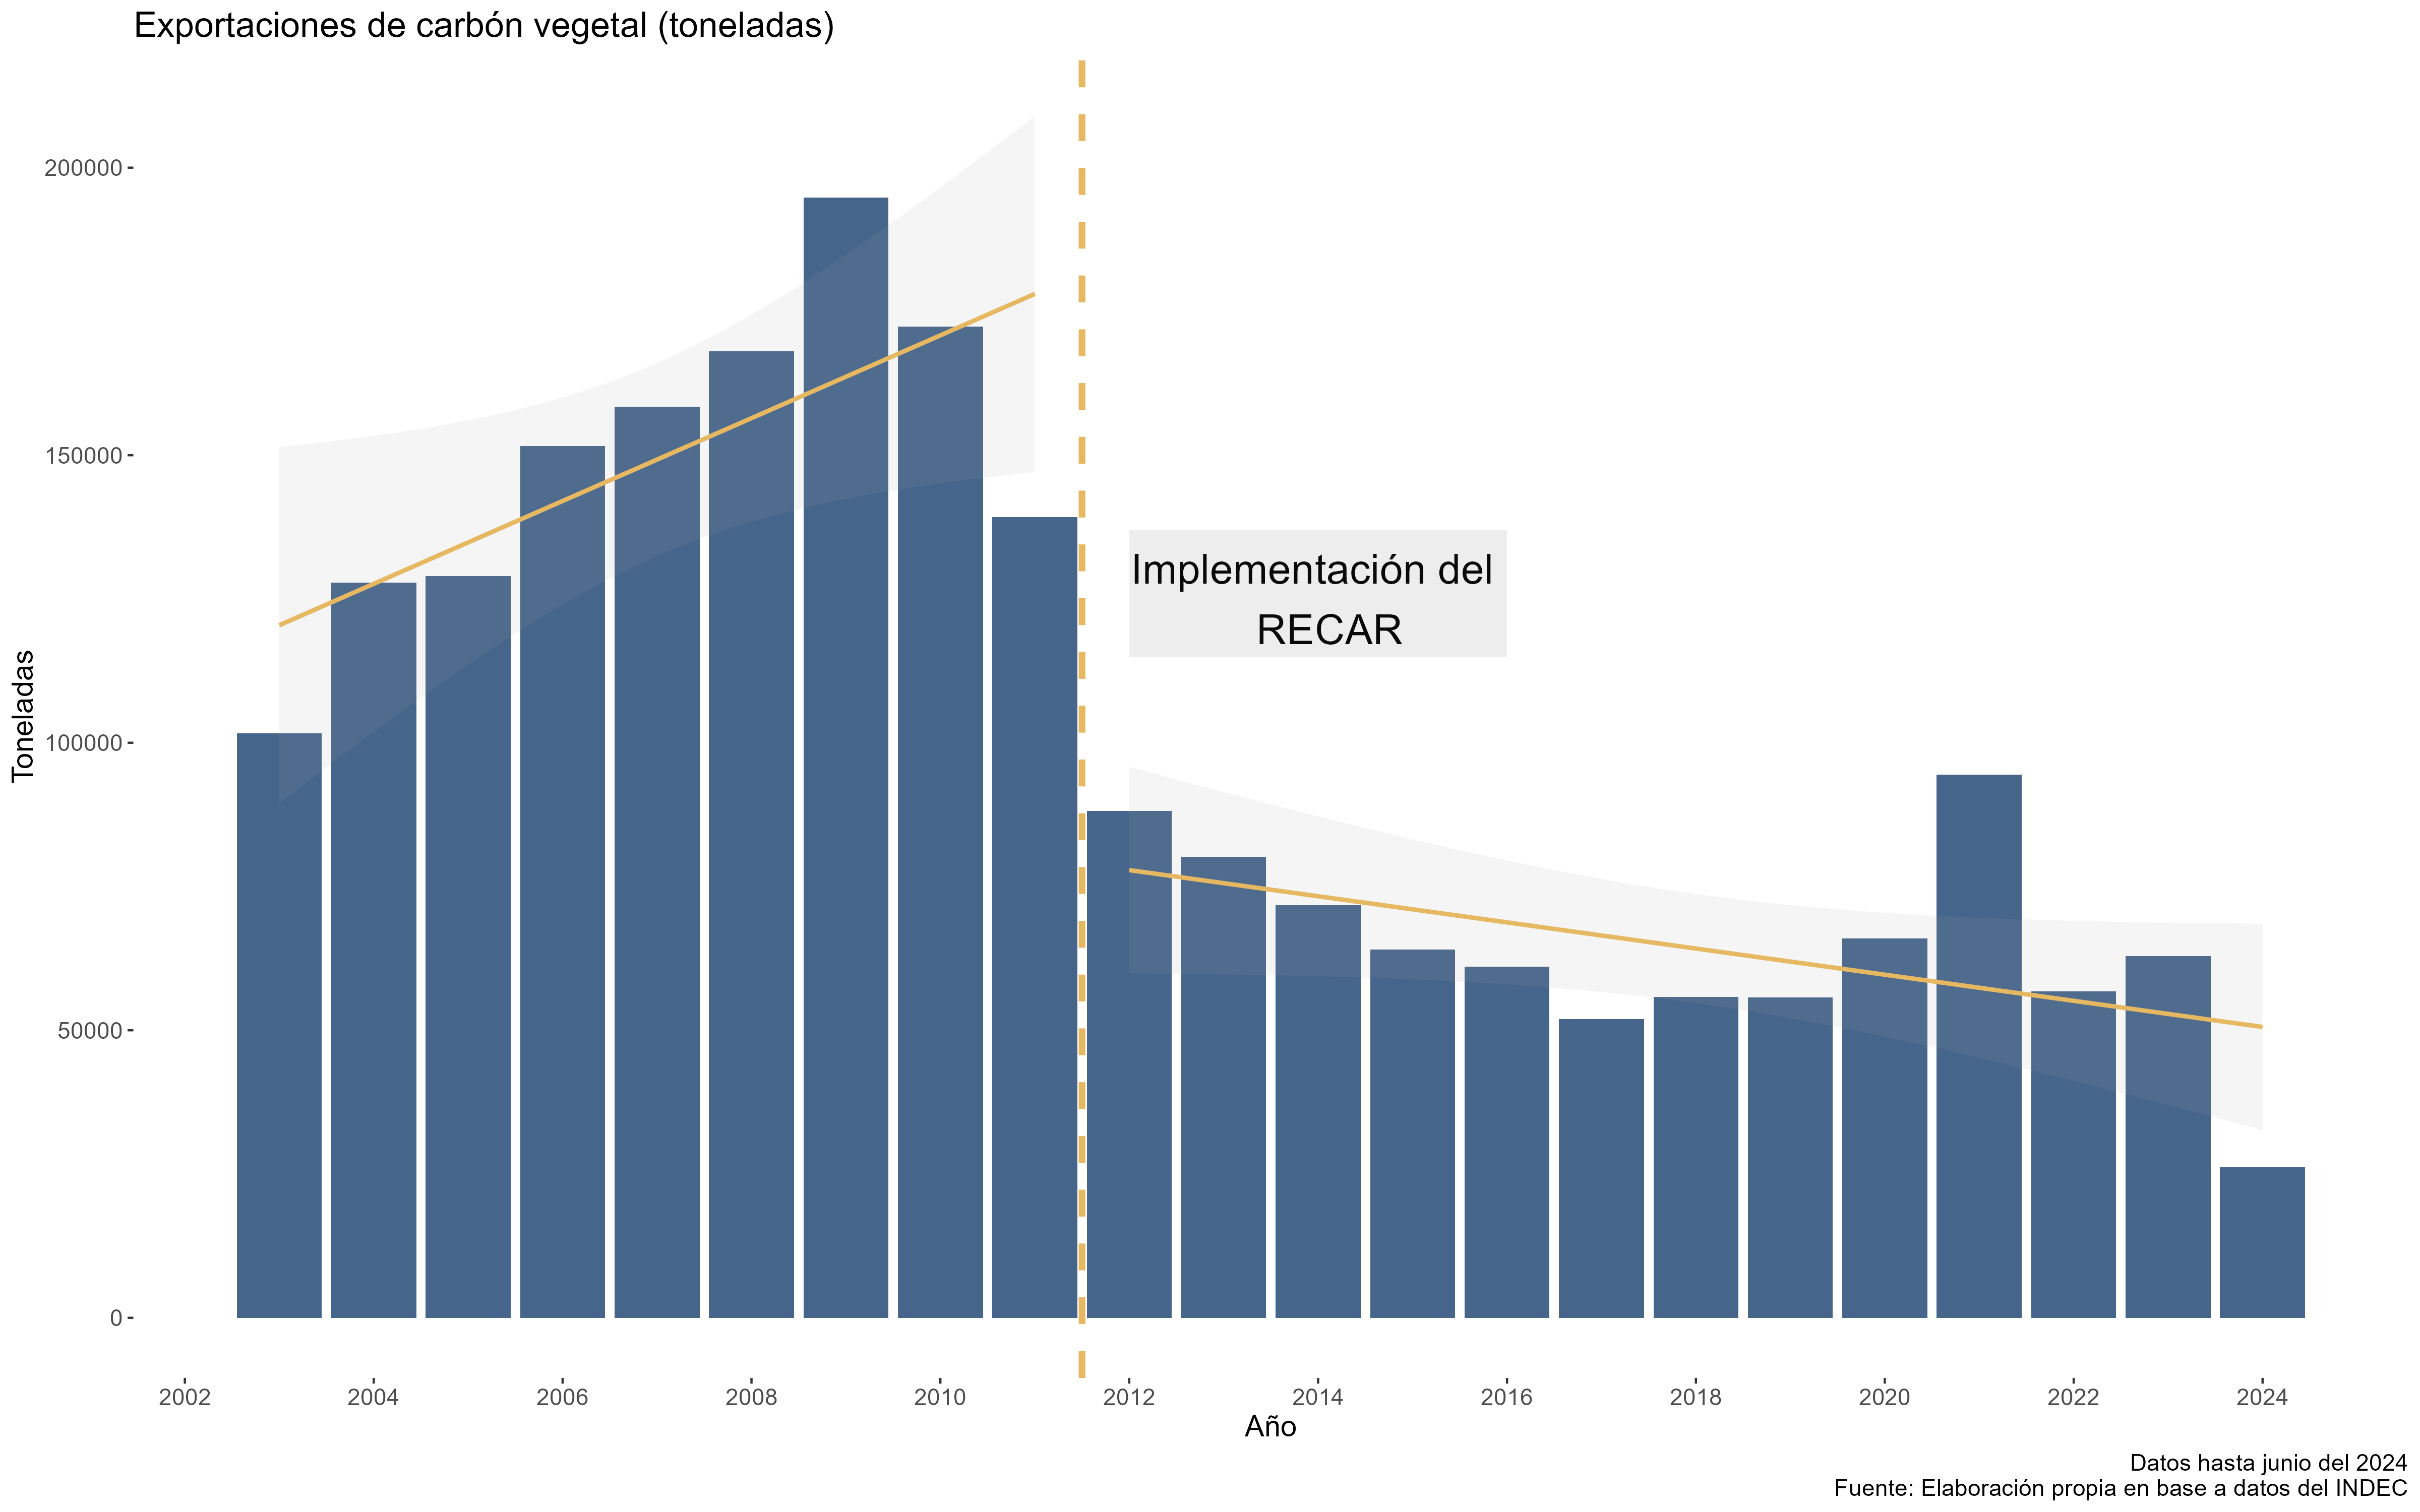 Exportaciones de carbón vegetal (toneladas)
Toneladas
200000
150000
100000
50000
0
Implementación del
RECAR
2002 2004 2006 2008 2010 2012 2014 2016 2018 2020 2022 2024
Año
Datos hasta junio del 2024
Fuente: Elaboración propia en base a datos del INDEC